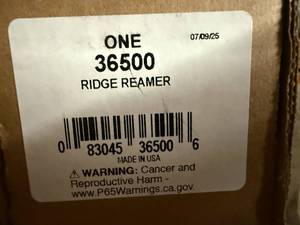 ONE
07/09/25
36500
RIDGE REAMER
0 83045 36500 6
MADE IN USA
⚠ WARNING: Cancer and
Reproductive Harm -
www.P65Warnings.ca.gov